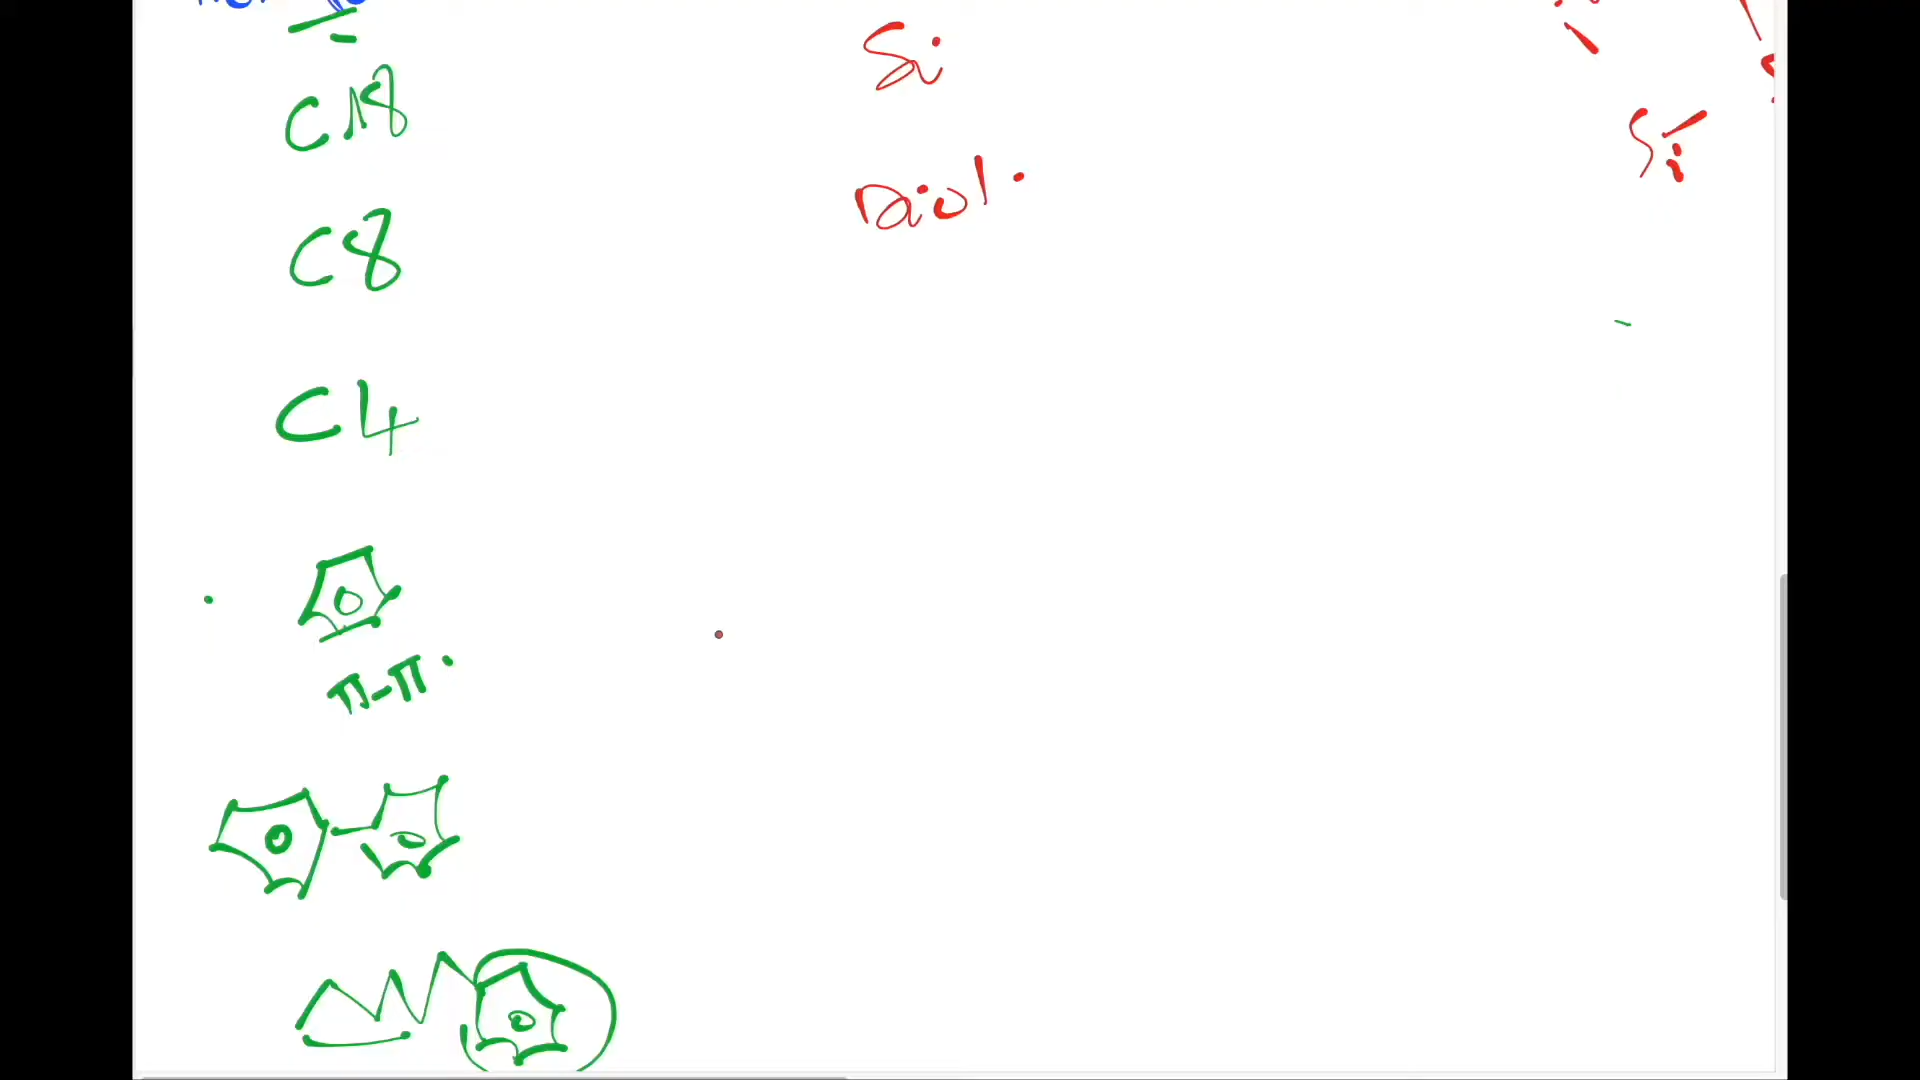 Si
C18
Si
Diol.
C8
C4
π-π.